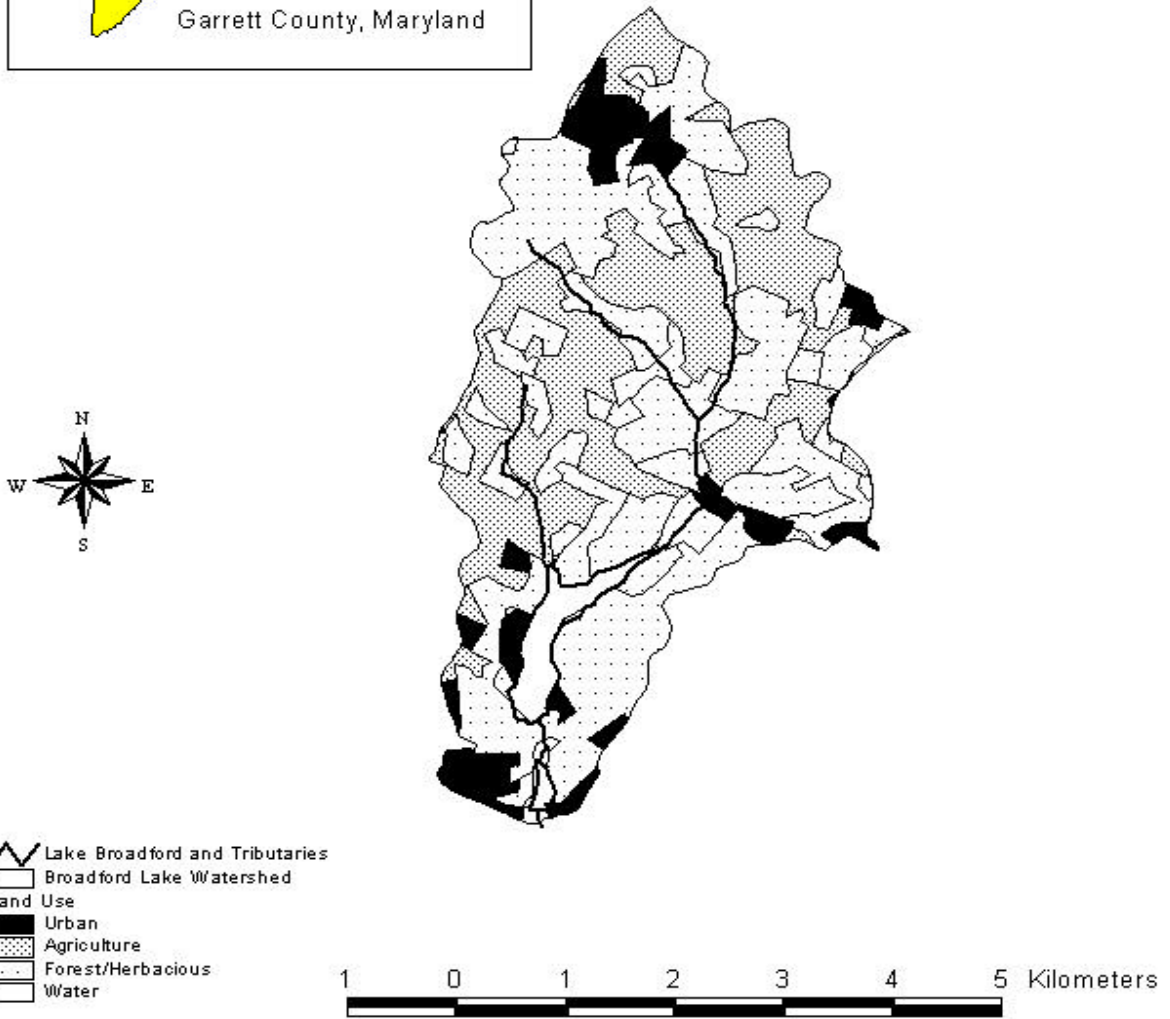 Garrett County, Maryland
N
W E
S
Lake Broadford and Tributaries
Broadford Lake Watershed
and Use
Urban
Agriculture
Forest/Herbacious
Water
1 0 1 2 3 4 5 Kilometers